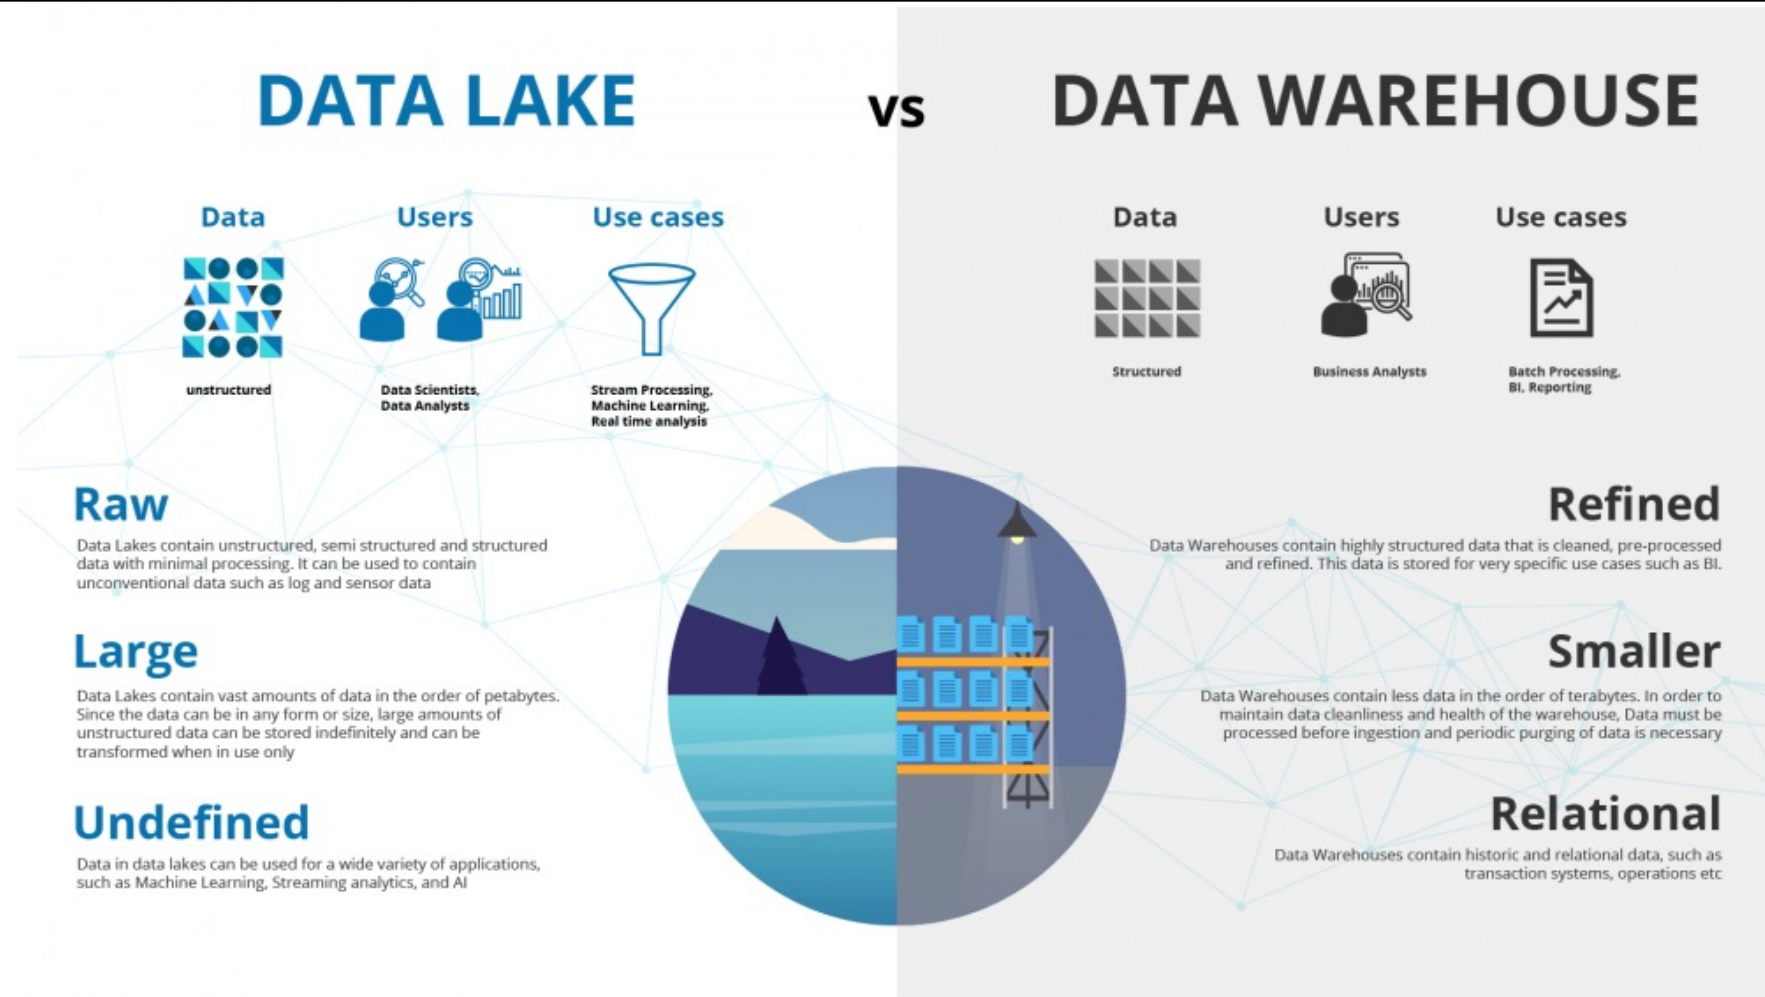 DATA LAKE
vs
DATA WAREHOUSE
Data
Users
Use cases
unstructured
Data Scientists,
Data Analysts
Stream Processing,
Machine Learning,
Real time analysis
Data
Users
Use cases
Structured
Business Analysts
Batch Processing,
BI, Reporting
Raw
Data Lakes contain unstructured, semi structured and structured
data with minimal processing. It can be used to contain
unconventional data such as log and sensor data
Large
Data Lakes contain vast amounts of data in the order of petabytes.
Since the data can be in any form or size, large amounts of
unstructured data can be stored indefinitely and can be
transformed when in use only
Undefined
Data in data lakes can be used for a wide variety of applications,
such as Machine Learning, Streaming analytics, and AI
Refined
Data Warehouses contain highly structured data that is cleaned, pre-processed
and refined. This data is stored for very specific use cases such as BI.
Smaller
Data Warehouses contain less data in the order of terabytes. In order to
maintain data cleanliness and health of the warehouse, Data must be
processed before ingestion and periodic purging of data is necessary
Relational
Data Warehouses contain historic and relational data, such as
transaction systems, operations etc